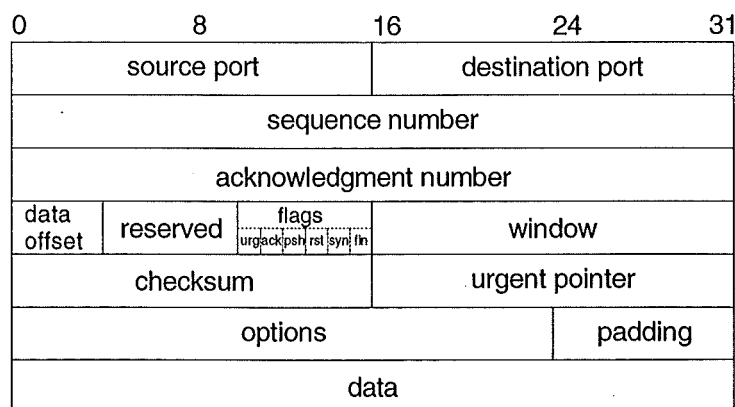 0 8 16 24 31
source port destination port
sequence number
acknowledgment number
data offset reserved flags window
urg ack psh rst syn fin
checksum urgent pointer
options padding
data